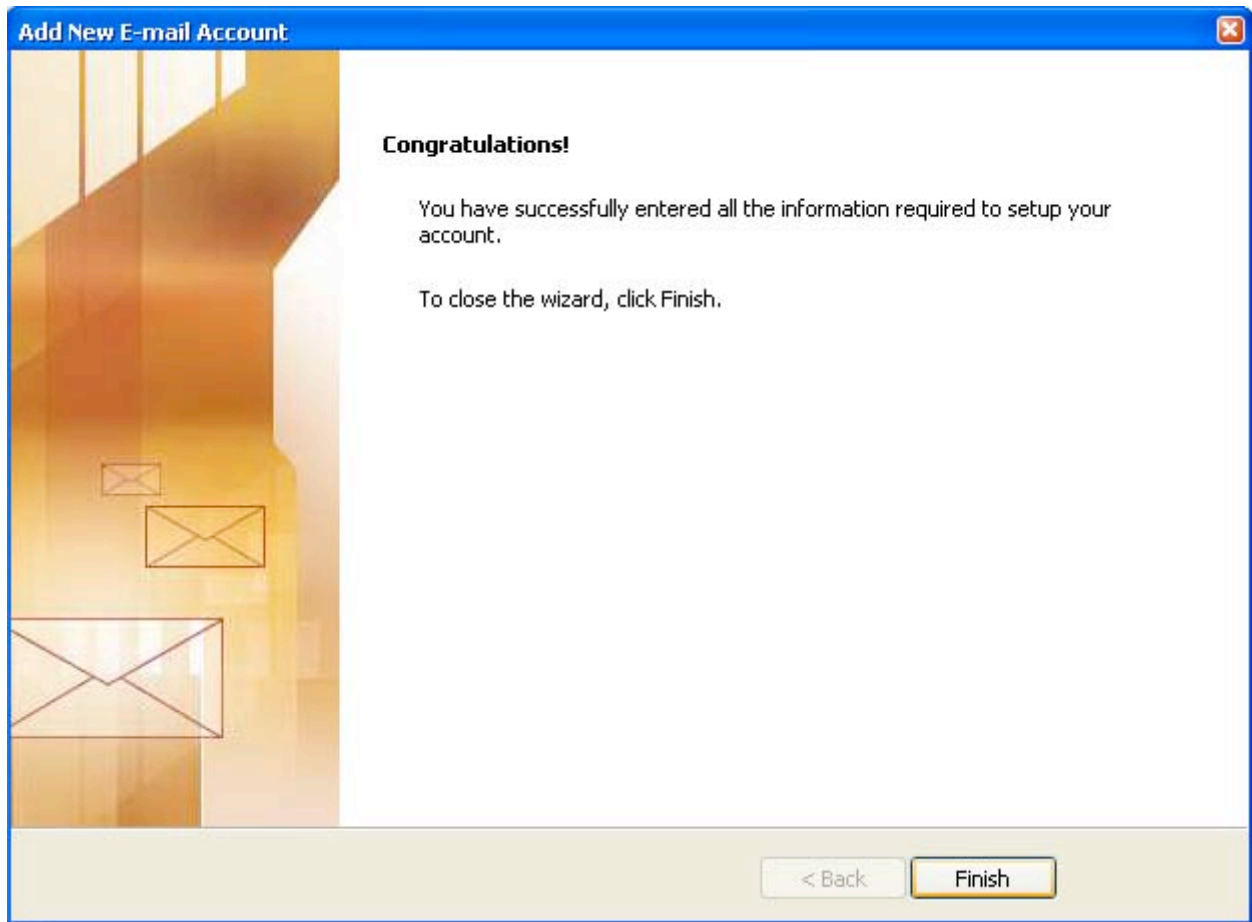 Add New E-mail Account
Congratulations!
You have successfully entered all the information required to setup your
account.
To close the wizard, click Finish.
< Back
Finish